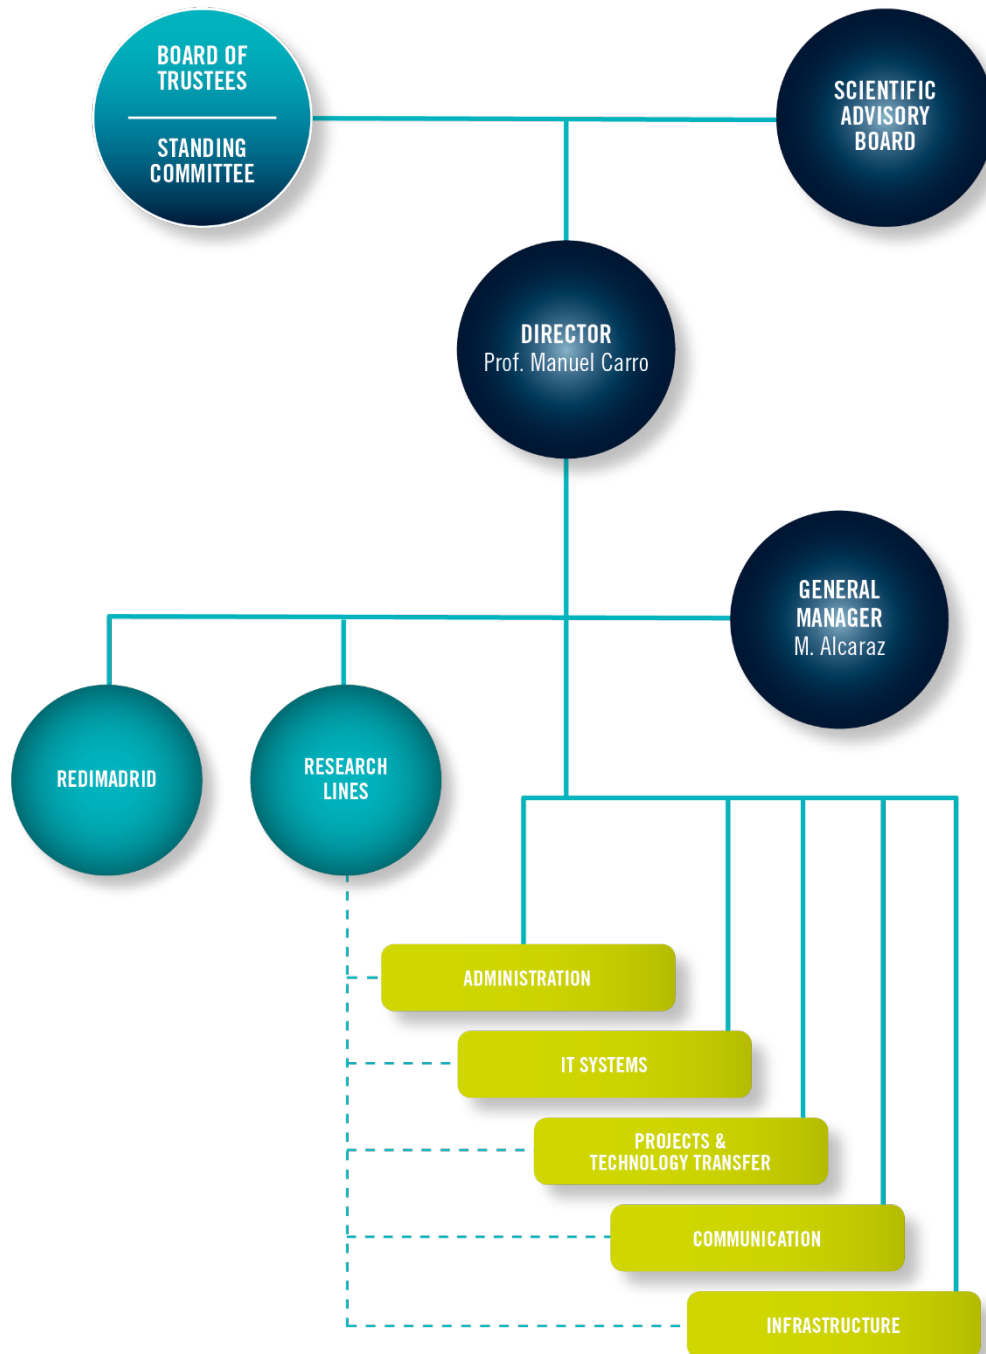 BOARD OF
TRUSTEES
STANDING
COMMITTEE
SCIENTIFIC
ADVISORY
BOARD
DIRECTOR
Prof. Manuel Carro
GENERAL
MANAGER
M. Alcaraz
REDIMADRID
RESEARCH
LINES
ADMINISTRATION
IT SYSTEMS
PROJECTS &
TECHNOLOGY TRANSFER
COMMUNICATION
INFRASTRUCTURE